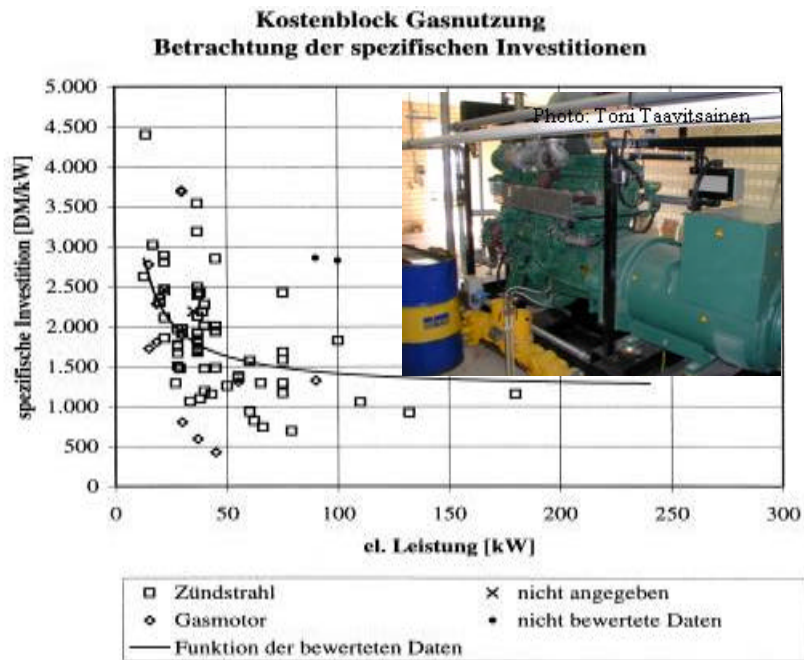 Kostenblock Gasnutzung
Betrachtung der spezifischen Investitionen
5.000
4.500
4.000
3.500
3.000
2.500
2.000
1.500
1.000
500
0
spezifische Investition [DM/kW]
Photo: Toni Taavitsainen
0 50 100 150 200 250 300
el. Leistung [kW]
Zündstrahl nicht angegeben
Gasmotor nicht bewertete Daten
Funktion der bewerteten Daten